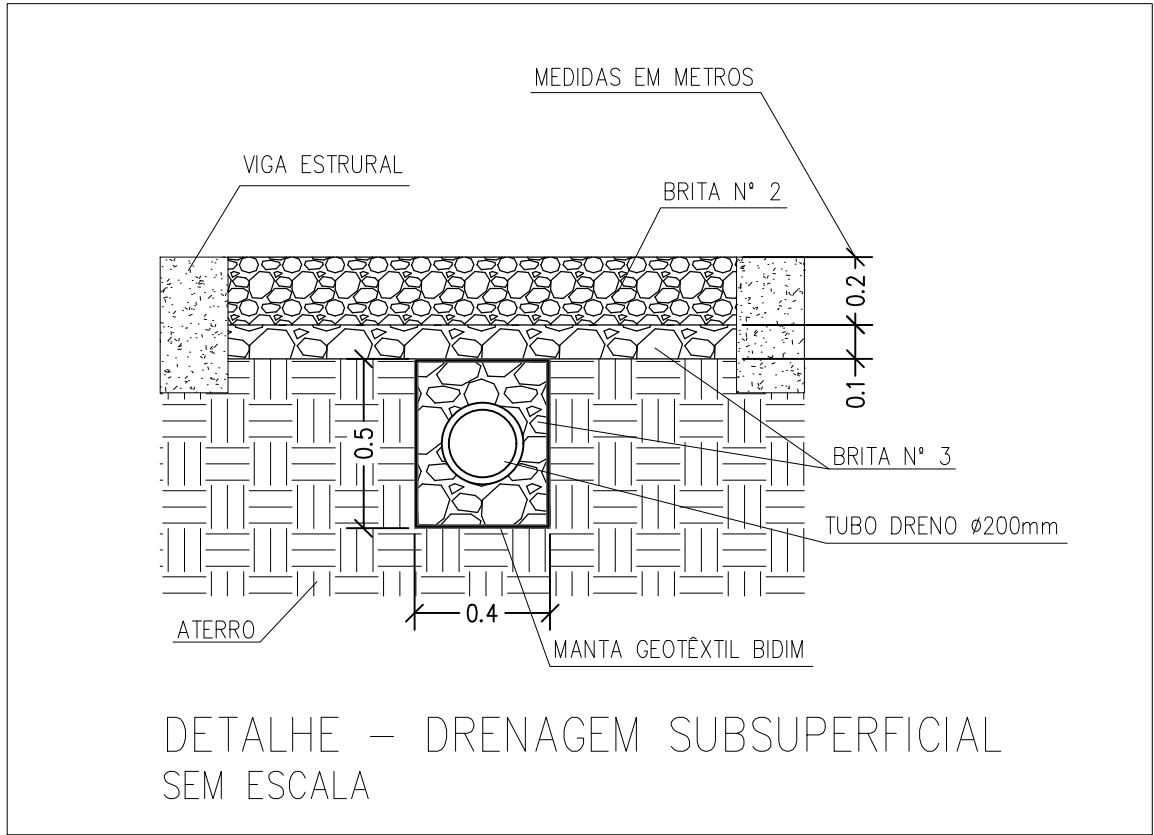 MEDIDAS EM METROS
VIGA ESTRURAL
BRITA Nº 2
0.2
0.1
0.5
BRITA Nº 3
TUBO DRENO ø200mm
0.4
ATERRO
MANTA GEOTÊXTIL BIDIM
DETALHE - DRENAGEM SUBSUPERFICIAL
SEM ESCALA